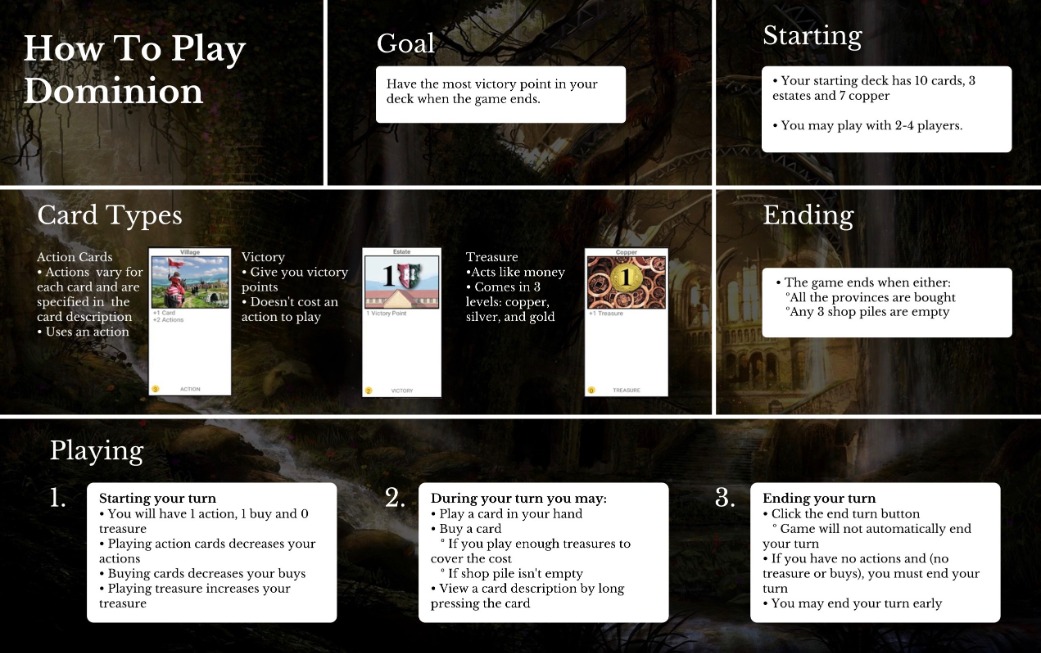 How To Play
Dominion
Goal
Have the most victory point in your
deck when the game ends.
Starting
• Your starting deck has 10 cards, 3
estates and 7 copper
• You may play with 2-4 players.
Card Types
Action Cards
• Actions vary for
each card and are
specified in the
card description
• Uses an action
Village
+1 Card
+2 Actions
ACTION
Victory
• Give you victory
points
• Doesn't cost an
action to play
Estate
1
1 Victory Point
VICTORY
Treasure
•Acts like money
• Comes in 3
levels: copper,
silver, and gold
Copper
1
+1 Treasure
0
TREASURE
Ending
• The game ends when either:
°All the provinces are bought
°Any 3 shop piles are empty
Playing
1.
Starting your turn
• You will have 1 action, 1 buy and 0
treasure
• Playing action cards decreases your
actions
• Buying cards decreases your buys
• Playing treasure increases your
treasure
2.
During your turn you may:
• Play a card in your hand
• Buy a card
° If you play enough treasures to
cover the cost
° If shop pile isn't empty
• View a card description by long
pressing the card
3.
Ending your turn
• Click the end turn button
° Game will not automatically end
your turn
• If you have no actions and (no
treasure or buys), you must end your
turn
• You may end your turn early